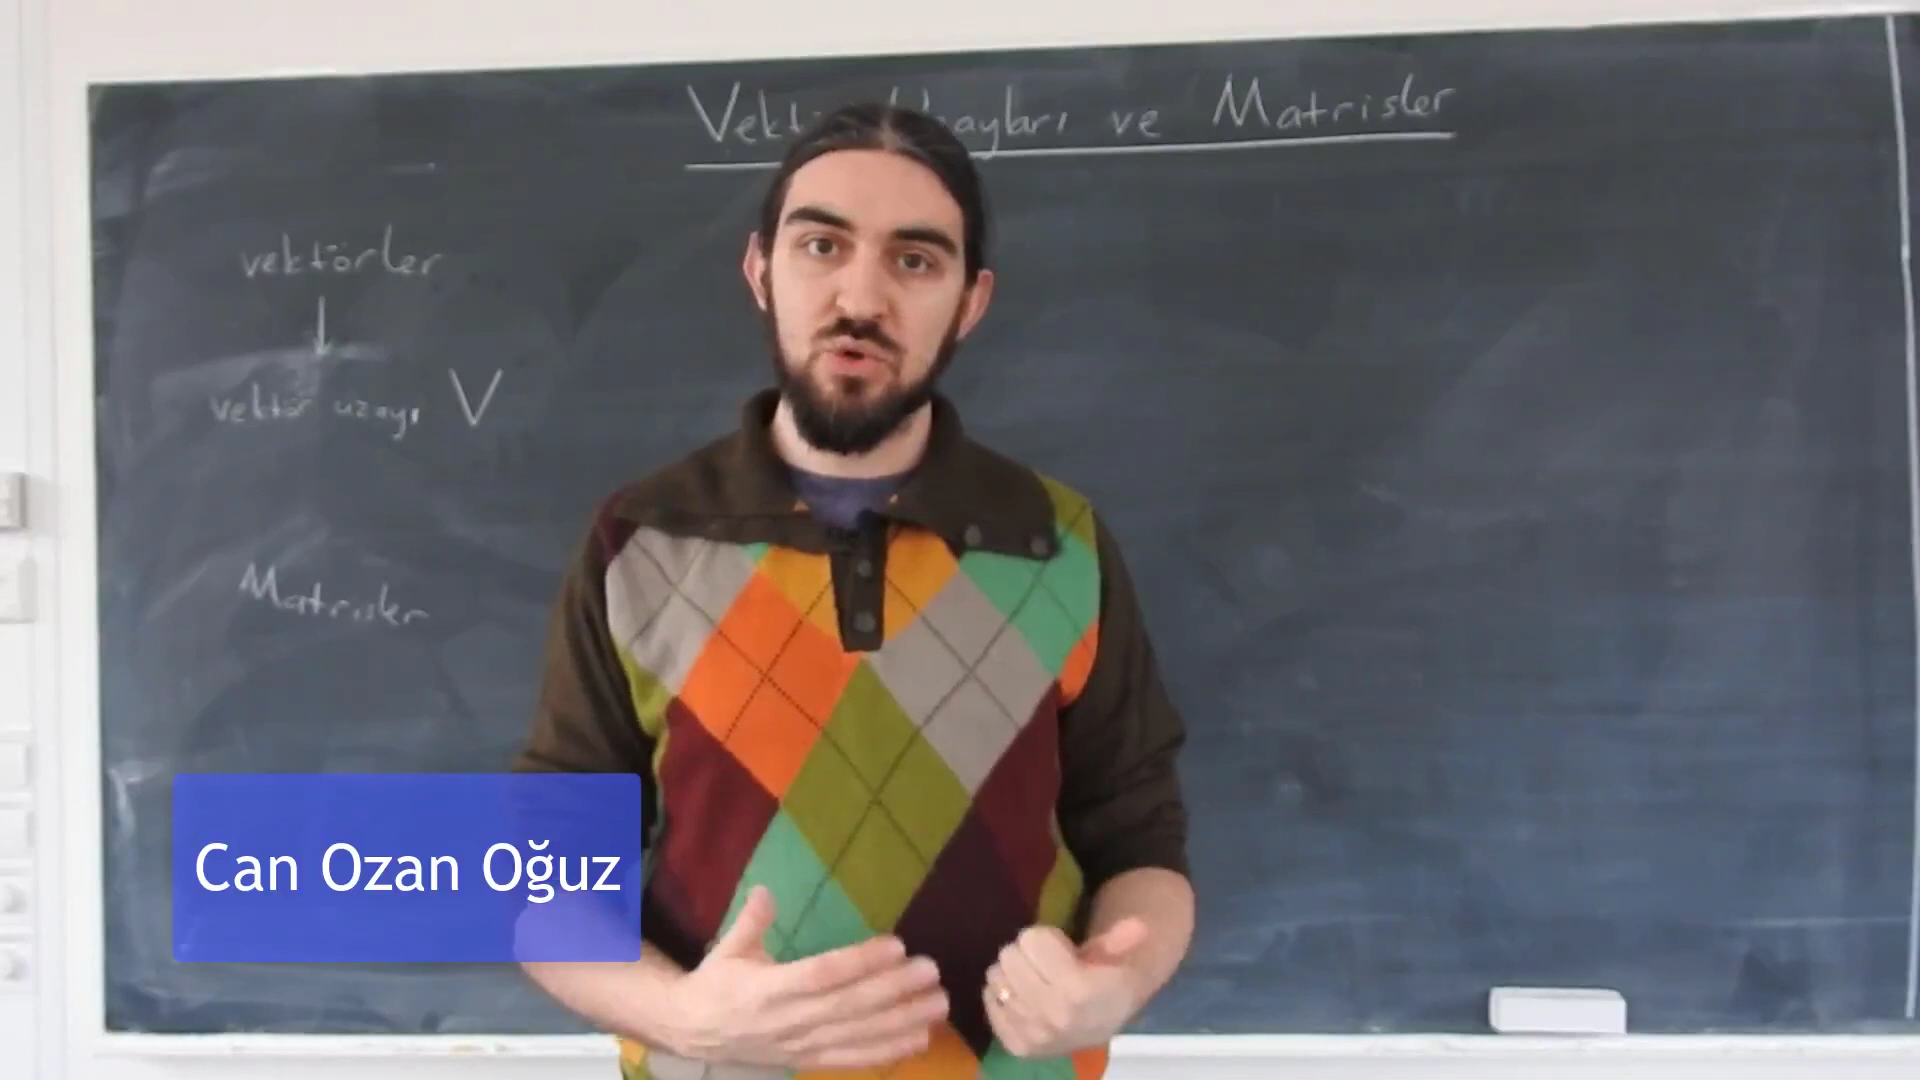 ve Matrisler
vektörler
vektör uzayı V
Matrisler
Can Ozan Oğuz